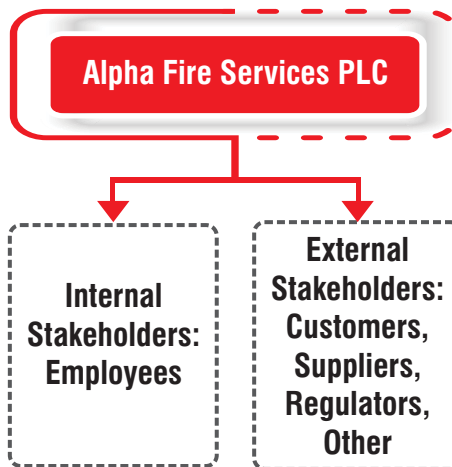 Alpha Fire Services PLC
Internal
Stakeholders:
Employees
External
Stakeholders:
Customers,
Suppliers,
Regulators,
Other